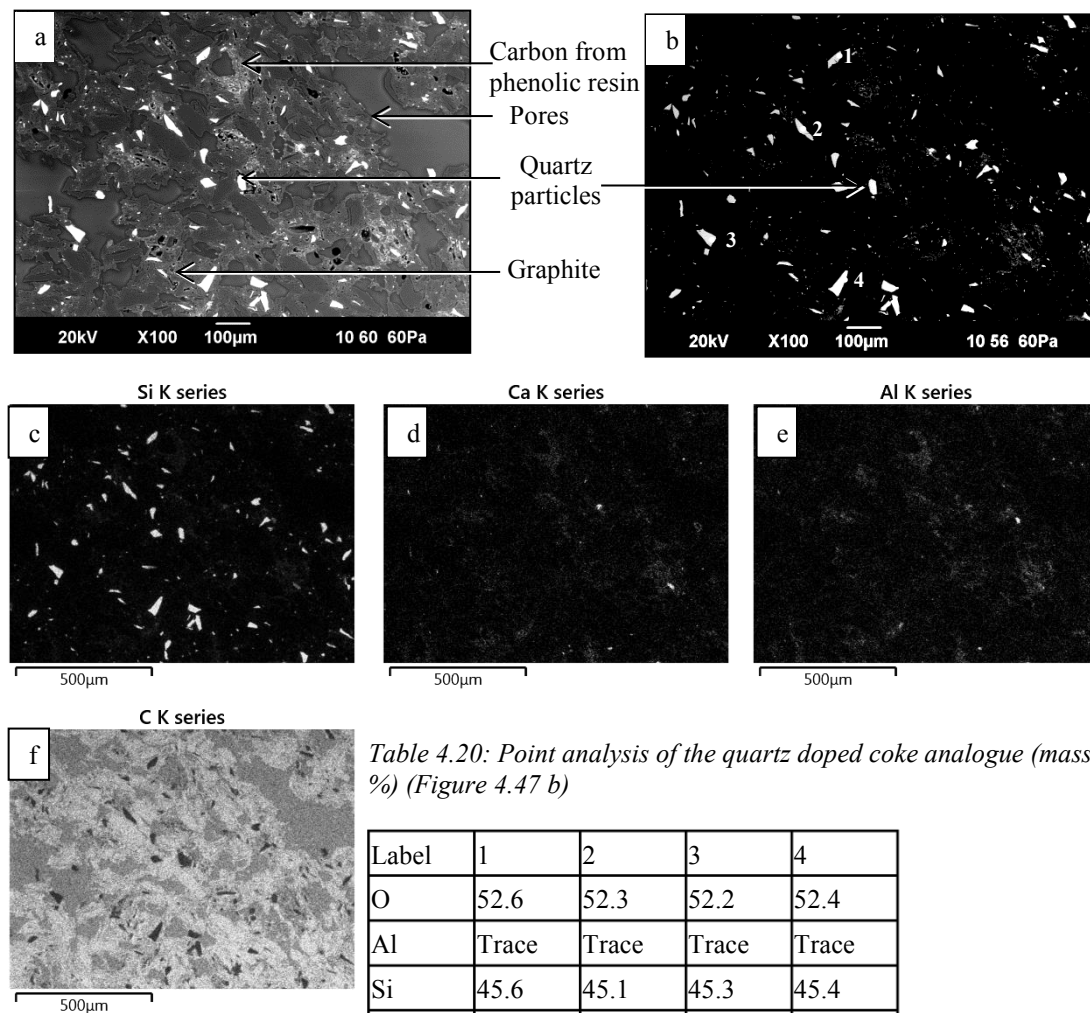 a
Carbon from
phenolic resin
Pores
Quartz
particles
Graphite
20kV X100 100µm 10 60 60Pa
b
1
2
3
4
20kV X100 100µm 10 56 60Pa
Si K series
c
500µm
Ca K series
d
500µm
Al K series
e
500µm
C K series
f
500µm
Table 4.20: Point analysis of the quartz doped coke analogue (mass
%) (Figure 4.47 b)
Label 1 2 3 4
O 52.6 52.3 52.2 52.4
Al Trace Trace Trace Trace
Si 45.6 45.1 45.3 45.4